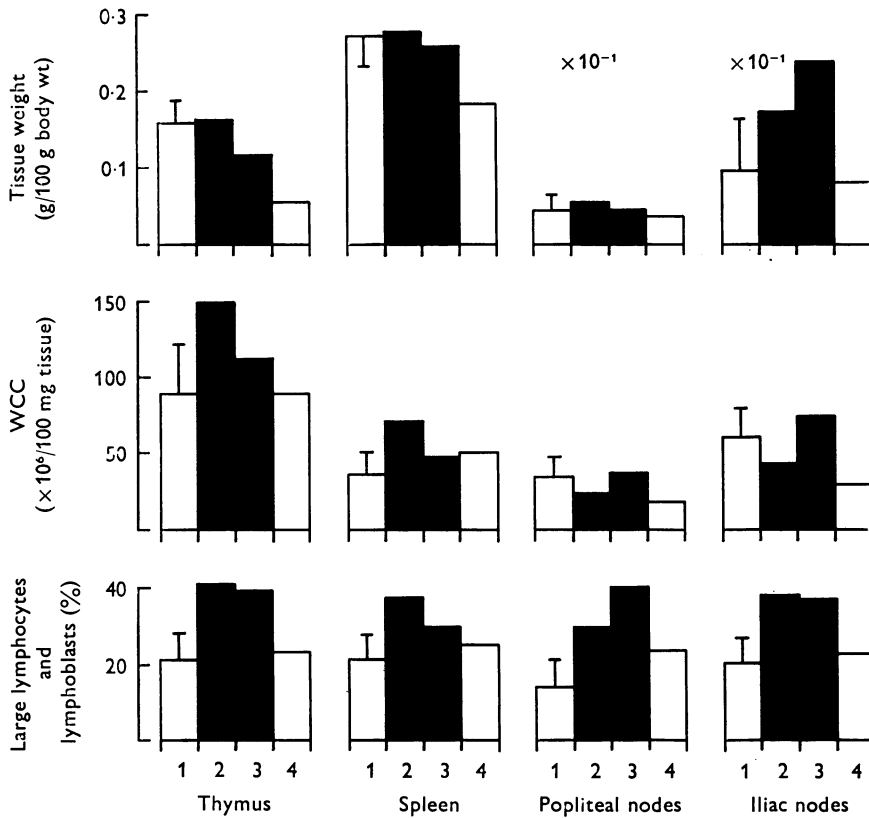 Tissue weight
(g/100 g body wt)
0·3
0·2
0·1
×10⁻¹
×10⁻¹
WCC
(×10⁶/100 mg tissue)
150
100
50
Large lymphocytes
and
lymphoblasts (%)
40
20
1 2 3 4 1 2 3 4 1 2 3 4 1 2 3 4
Thymus Spleen Popliteal nodes Iliac nodes